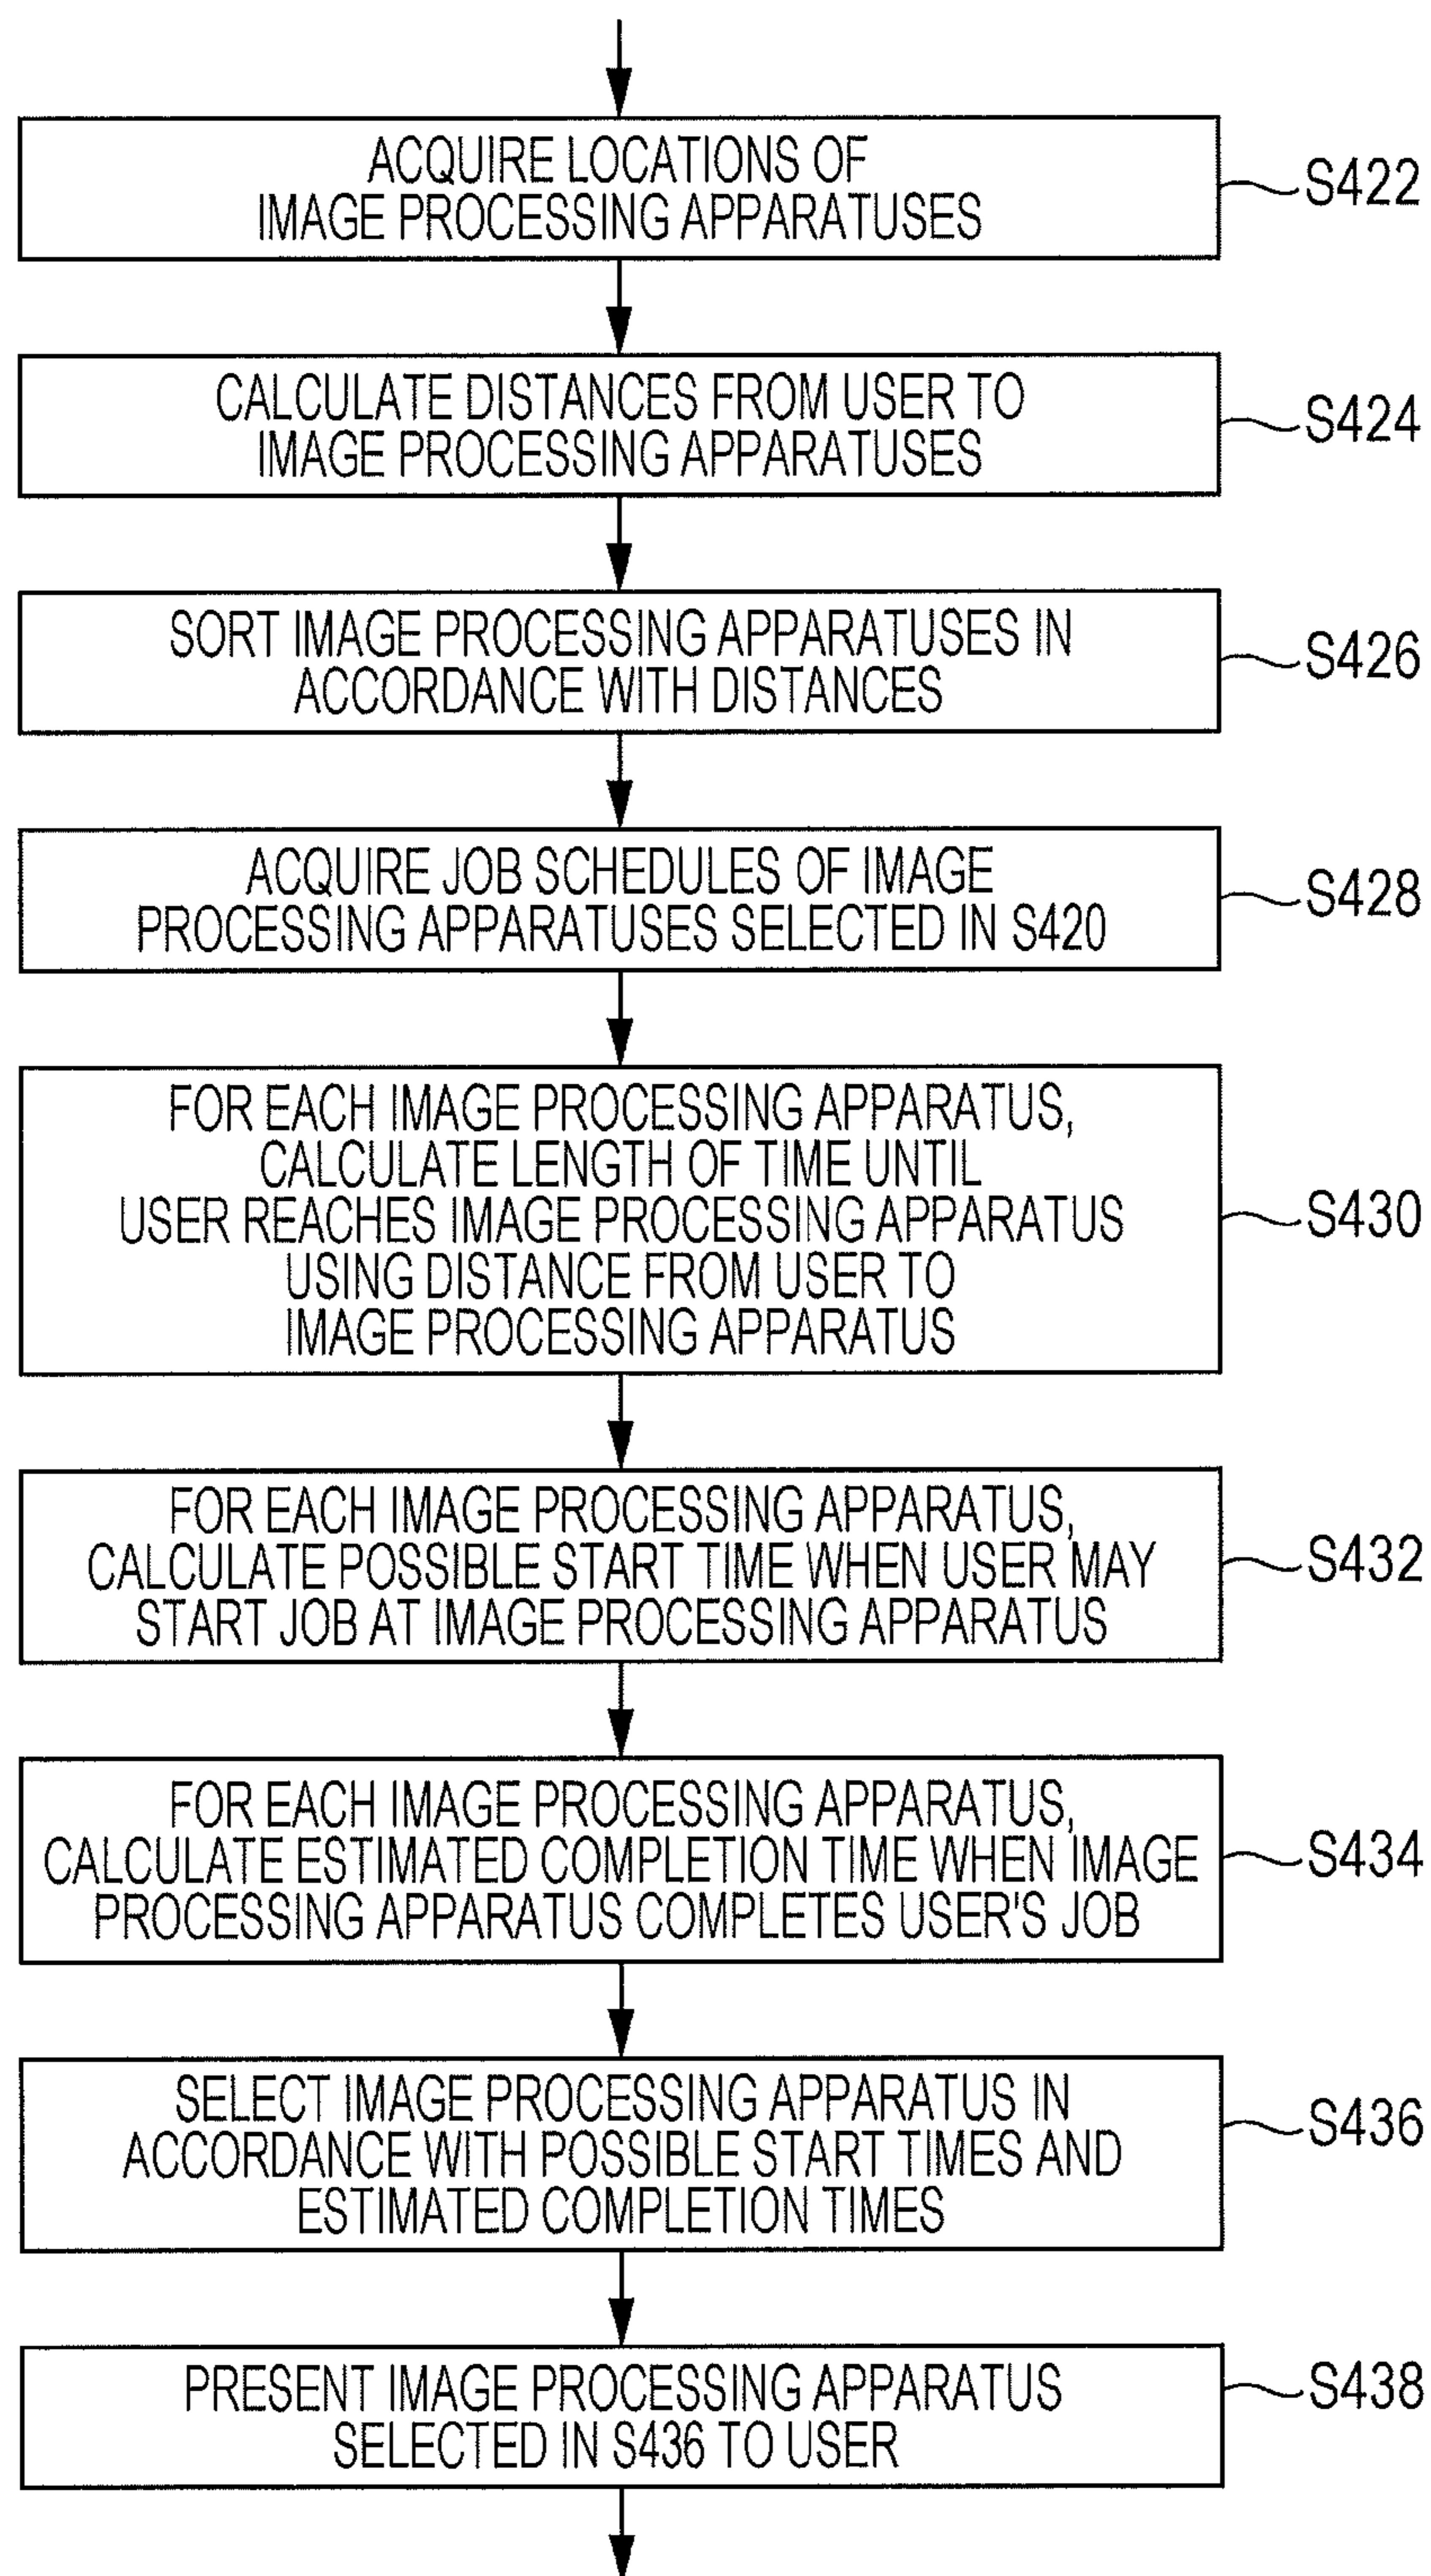 ACQUIRE LOCATIONS OF
IMAGE PROCESSING APPARATUSES
S422
CALCULATE DISTANCES FROM USER TO
IMAGE PROCESSING APPARATUSES
S424
SORT IMAGE PROCESSING APPARATUSES IN
ACCORDANCE WITH DISTANCES
S426
ACQUIRE JOB SCHEDULES OF IMAGE
PROCESSING APPARATUSES SELECTED IN S420
S428
FOR EACH IMAGE PROCESSING APPARATUS,
CALCULATE LENGTH OF TIME UNTIL
USER REACHES IMAGE PROCESSING APPARATUS
USING DISTANCE FROM USER TO
IMAGE PROCESSING APPARATUS
S430
FOR EACH IMAGE PROCESSING APPARATUS,
CALCULATE POSSIBLE START TIME WHEN USER MAY
START JOB AT IMAGE PROCESSING APPARATUS
S432
FOR EACH IMAGE PROCESSING APPARATUS,
CALCULATE ESTIMATED COMPLETION TIME WHEN IMAGE
PROCESSING APPARATUS COMPLETES USER'S JOB
S434
SELECT IMAGE PROCESSING APPARATUS IN
ACCORDANCE WITH POSSIBLE START TIMES AND
ESTIMATED COMPLETION TIMES
S436
PRESENT IMAGE PROCESSING APPARATUS
SELECTED IN S436 TO USER
S438